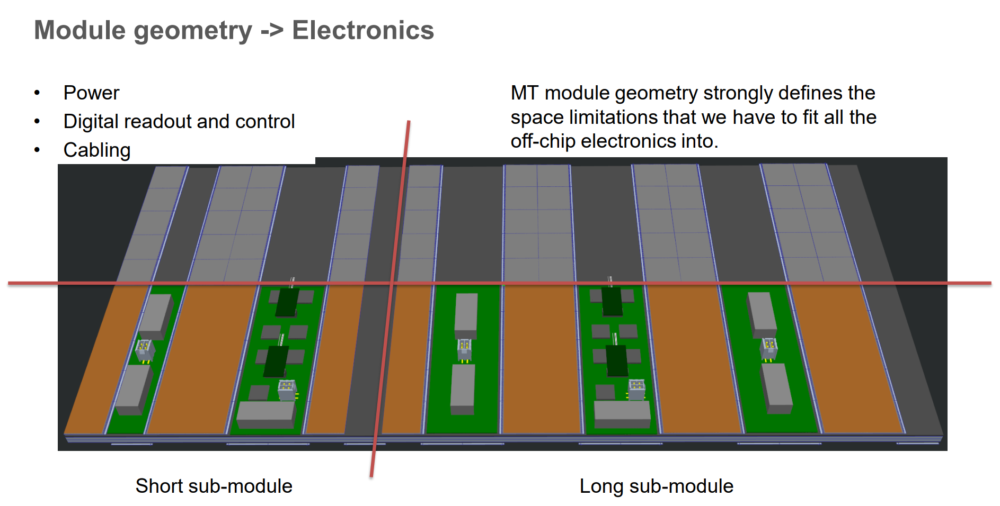 Module geometry -> Electronics
• Power
• Digital readout and control
• Cabling
MT module geometry strongly defines the
space limitations that we have to fit all the
off-chip electronics into.
Short sub-module
Long sub-module